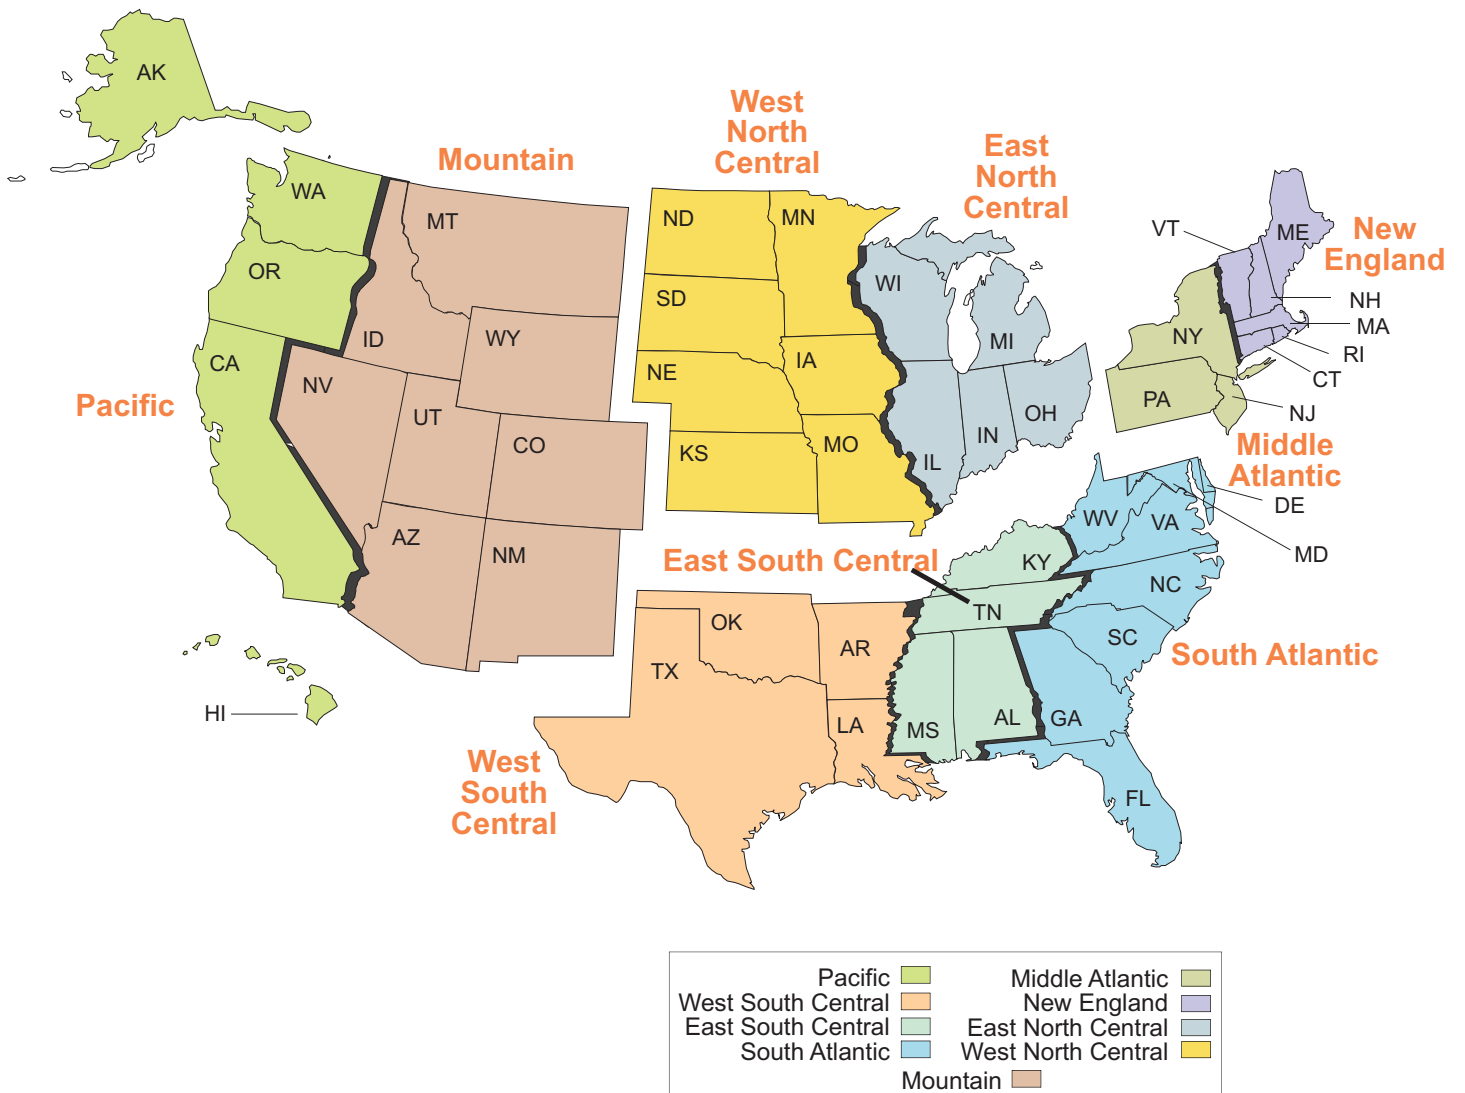 AK
West
North
Central
East
North
Central
Mountain
WA
MT
ND
MN
VT
ME
New
England
OR
SD
WI
NH
MA
ID
WY
MI
NY
RI
CA
NV
NE
IA
CT
Pacific
UT
PA
NJ
CO
KS
MO
IN
OH
IL
Middle
Atlantic
DE
AZ
NM
WV
VA
MD
East South Central
KY
NC
TN
OK
AR
SC
South Atlantic
TX
HI
LA
MS
AL
GA
West
South
Central
FL
Pacific
Middle Atlantic
West South Central
New England
East South Central
East North Central
South Atlantic
West North Central
Mountain